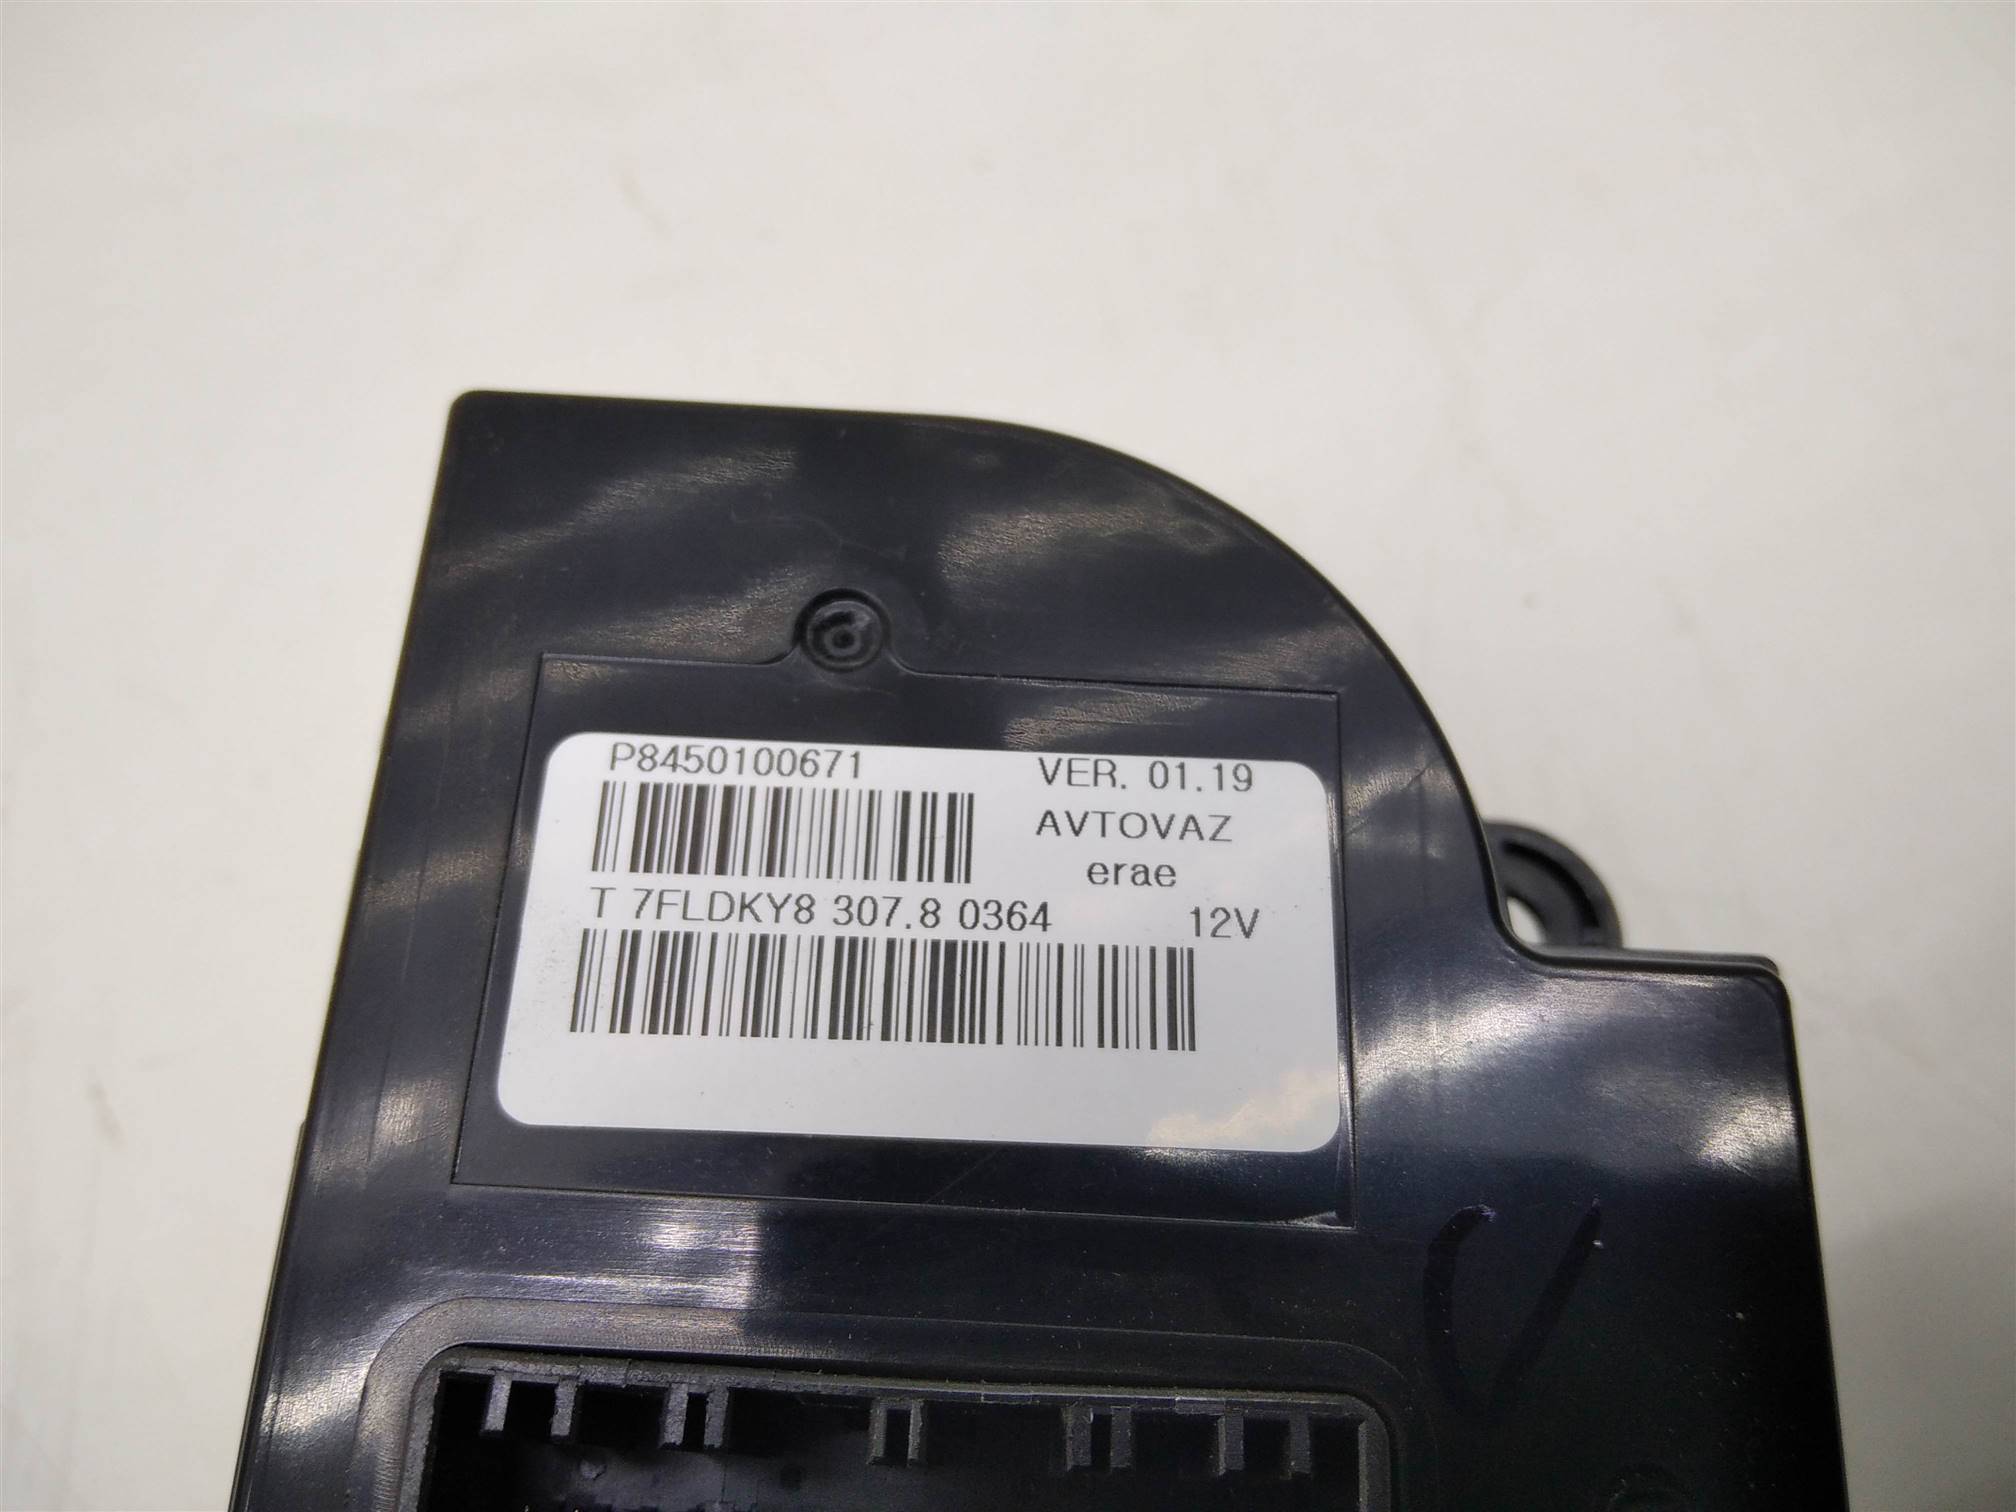 P8450100671 VER. 01.19
AVTOVAZ
erae
T 7FLDKY8 307.8 0364 12V